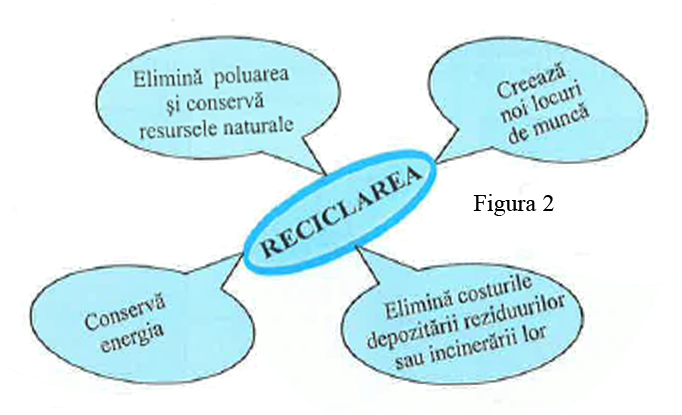 Elimină poluarea
şi conservă
resursele naturale
Creează
noi locuri
de muncă
RECICLAREA
Figura 2
Conservă
energia
Elimină costurile
depozitării reziduurilor
sau incinerării lor